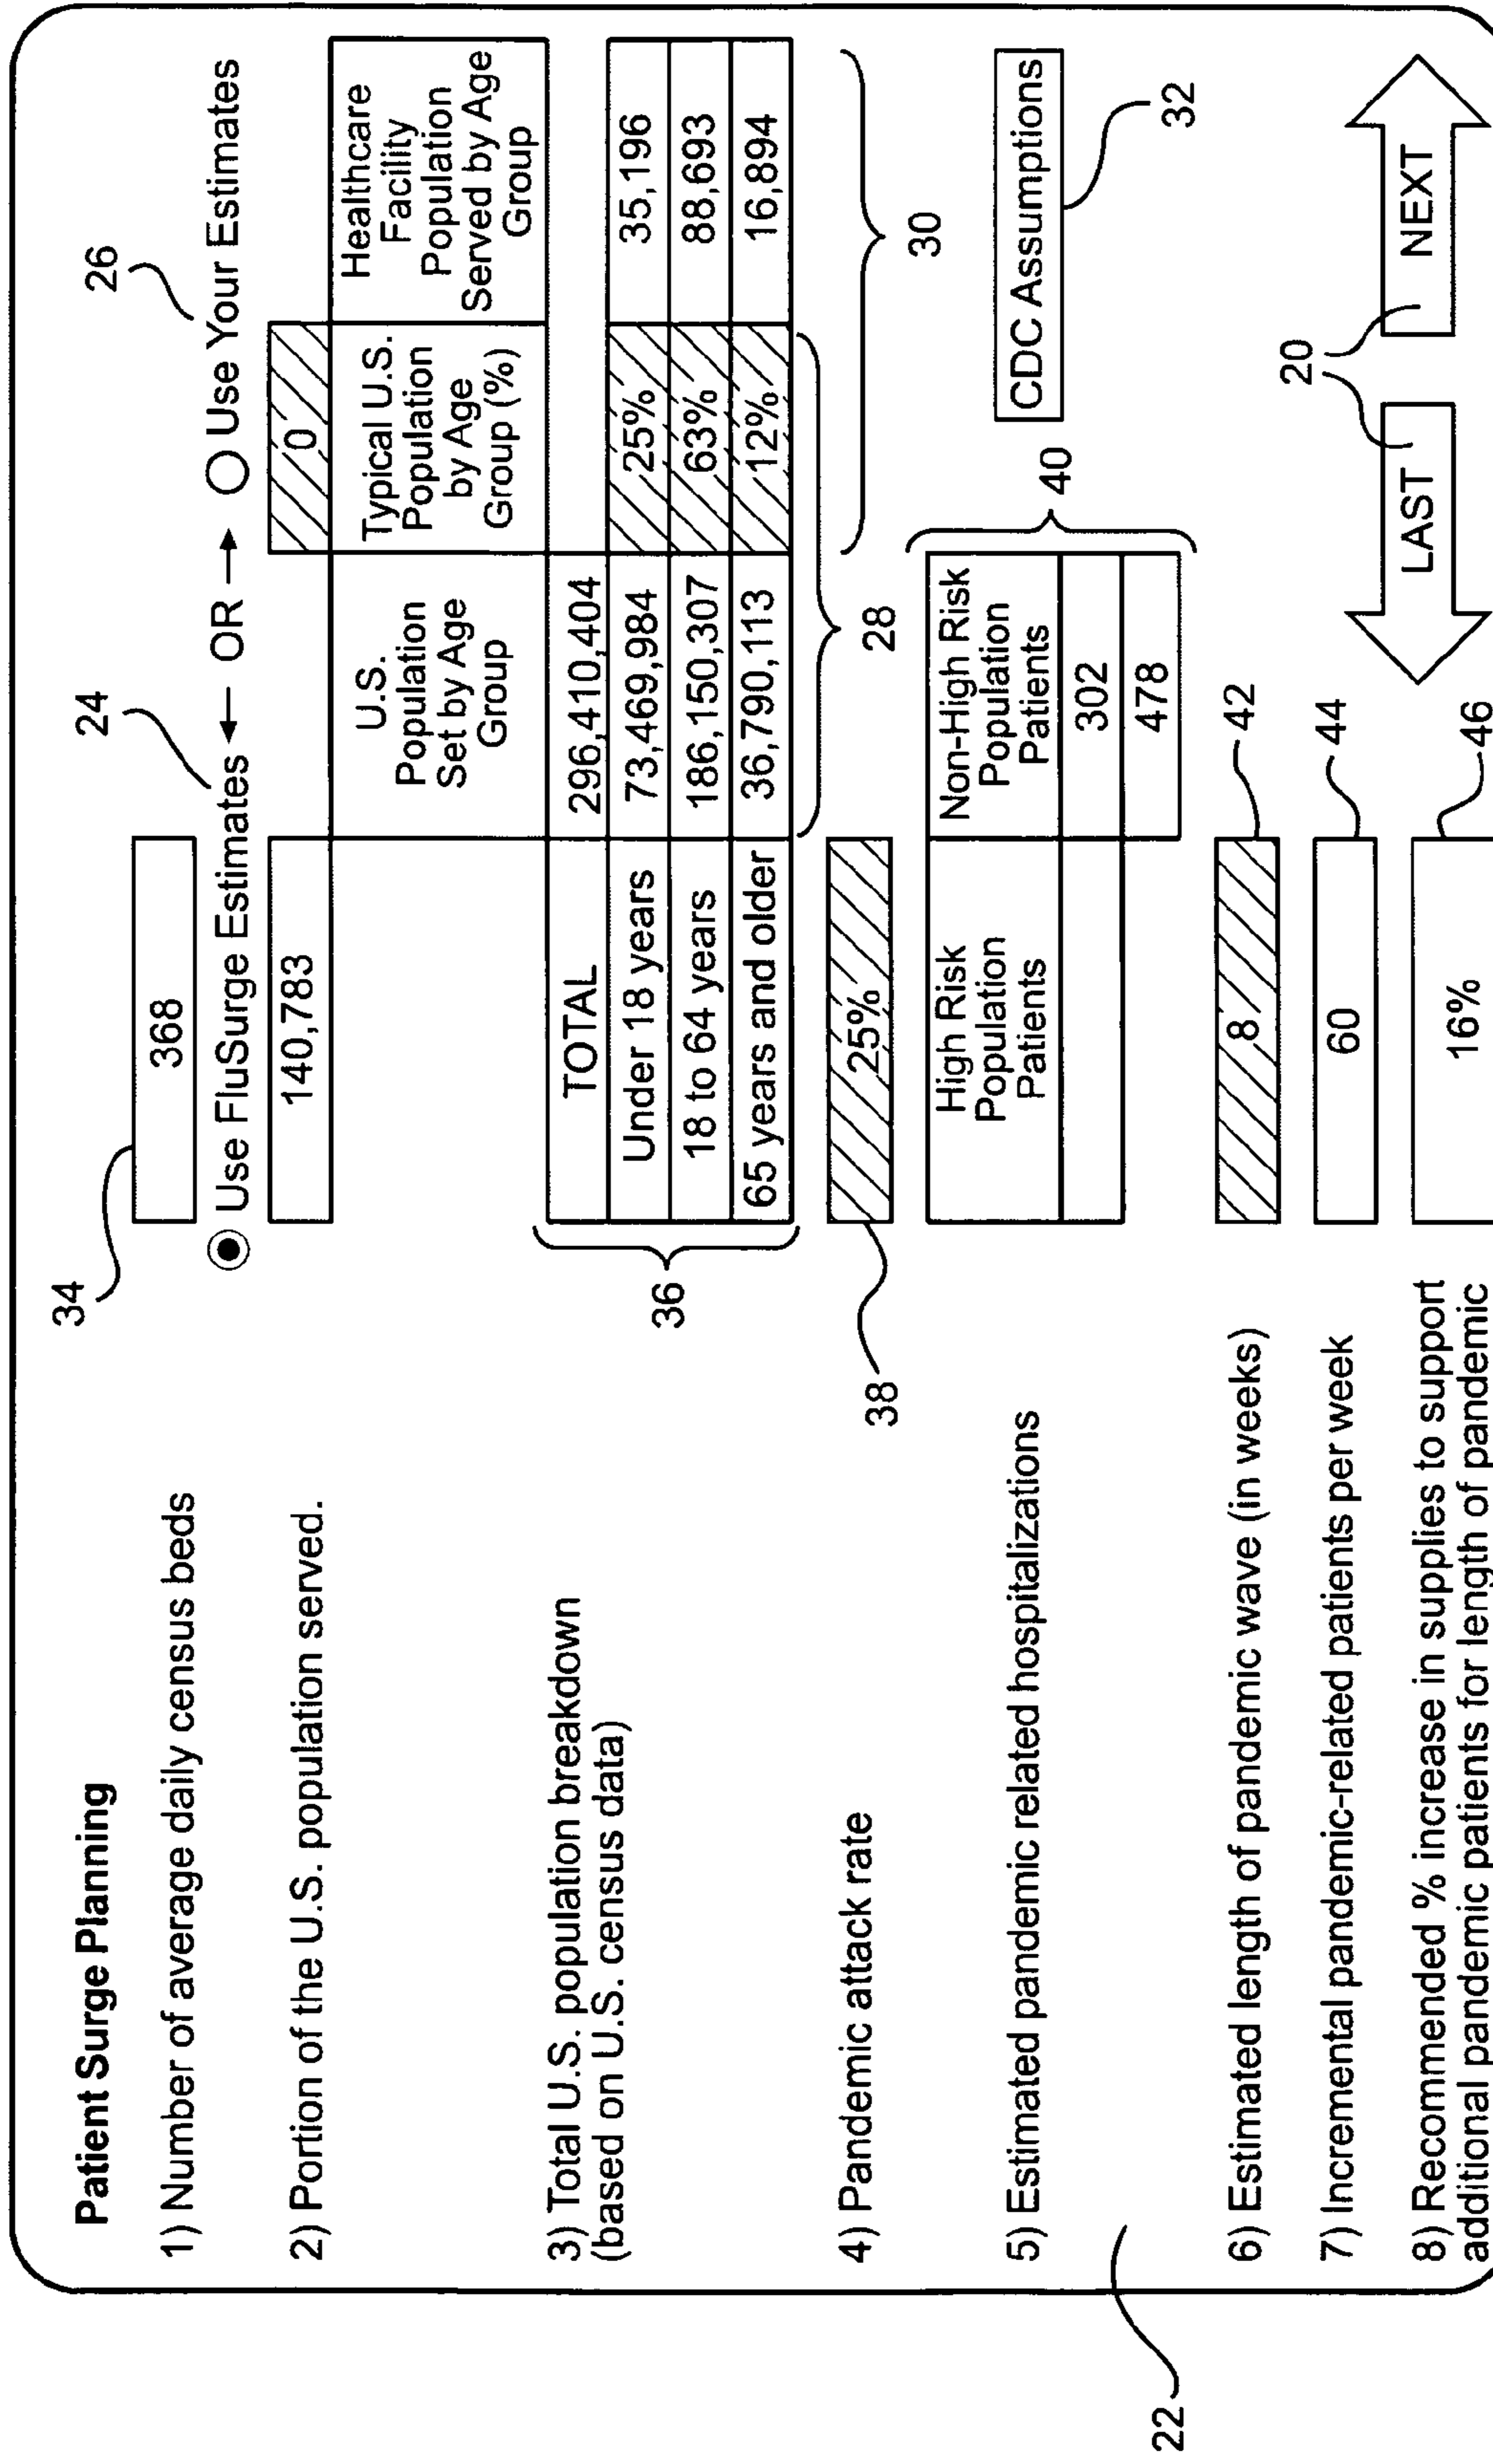 Patient Surge Planning
34
24
26
1) Number of average daily census beds
368
Use FluSurge Estimates ← OR → Use Your Estimates
2) Portion of the U.S. population served.
140,783
0
U.S.
Population
Set by Age
Group
Typical U.S.
Population
by Age
Group (%)
Healthcare
Facility
Population
Served by Age
Group
3) Total U.S. population breakdown
(based on U.S. census data)
36
TOTAL 296,410,404
Under 18 years 73,469,984 25% 35,196
18 to 64 years 186,150,307 63% 88,693
65 years and older 36,790,113 12% 16,894
28
30
4) Pandemic attack rate
38
25%
5) Estimated pandemic related hospitalizations
High Risk
Population
Patients
Non-High Risk
Population
Patients
302
478
40
CDC Assumptions
32
22
6) Estimated length of pandemic wave (in weeks)
8
42
7) Incremental pandemic-related patients per week
60
44
8) Recommended % increase in supplies to support
additional pandemic patients for length of pandemic
16%
46
20
LAST
NEXT